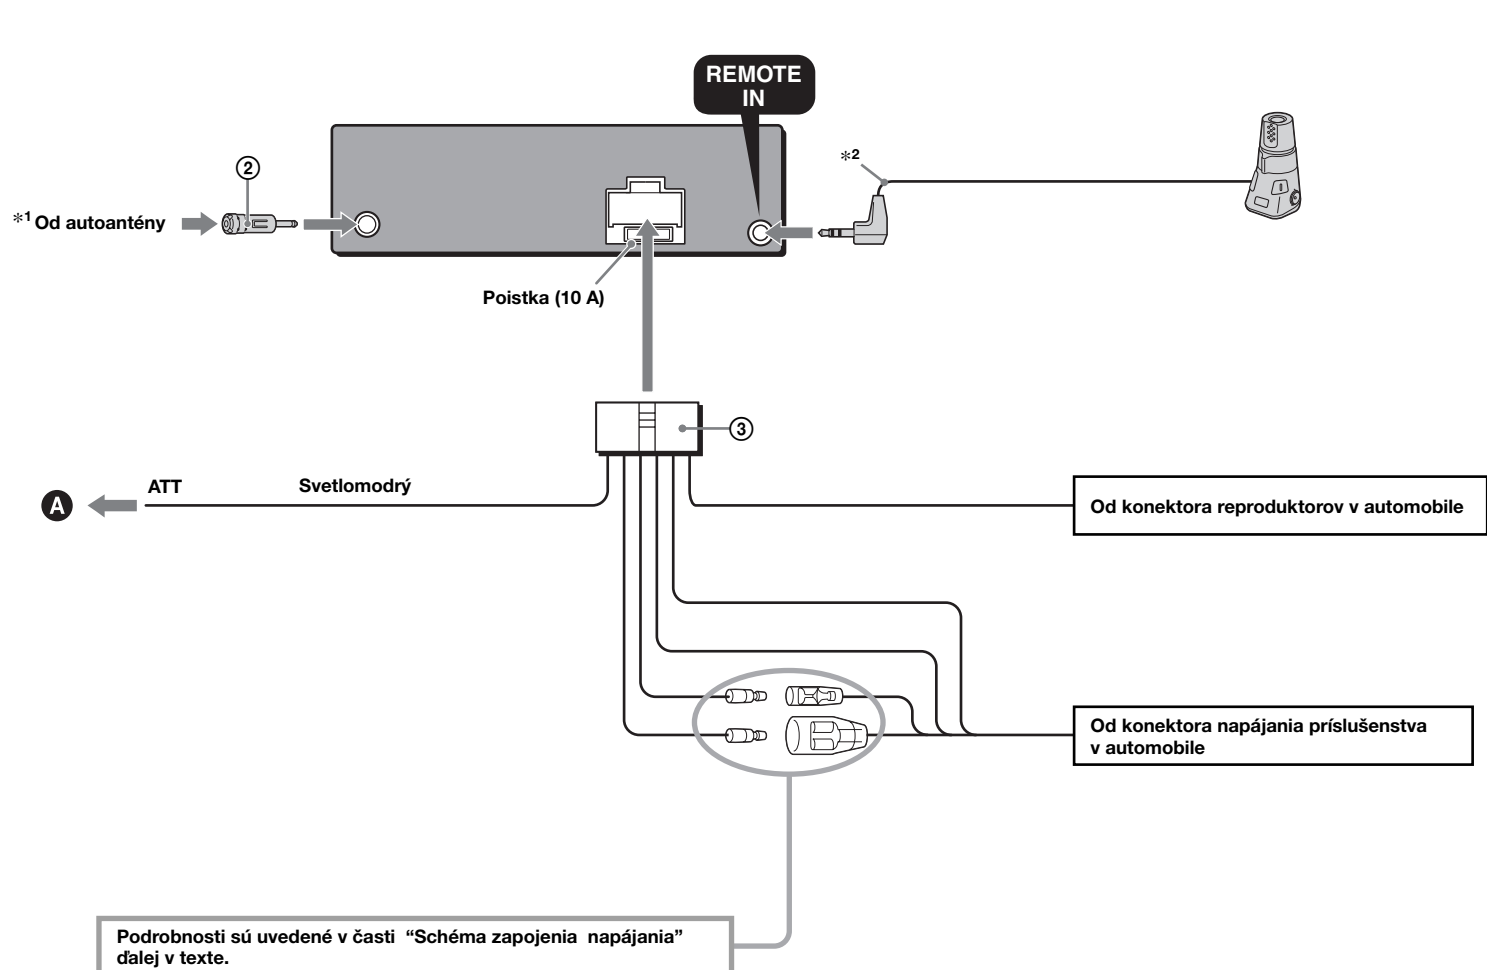 REMOTE
IN
②
*2
*1 Od autoantény
Poistka (10 A)
③
ATT
Svetlomodrý
A
Od konektora reproduktorov v automobile
Od konektora napájania príslušenstva
v automobile
Podrobnosti sú uvedené v časti “Schéma zapojenia napájania”
ďalej v texte.